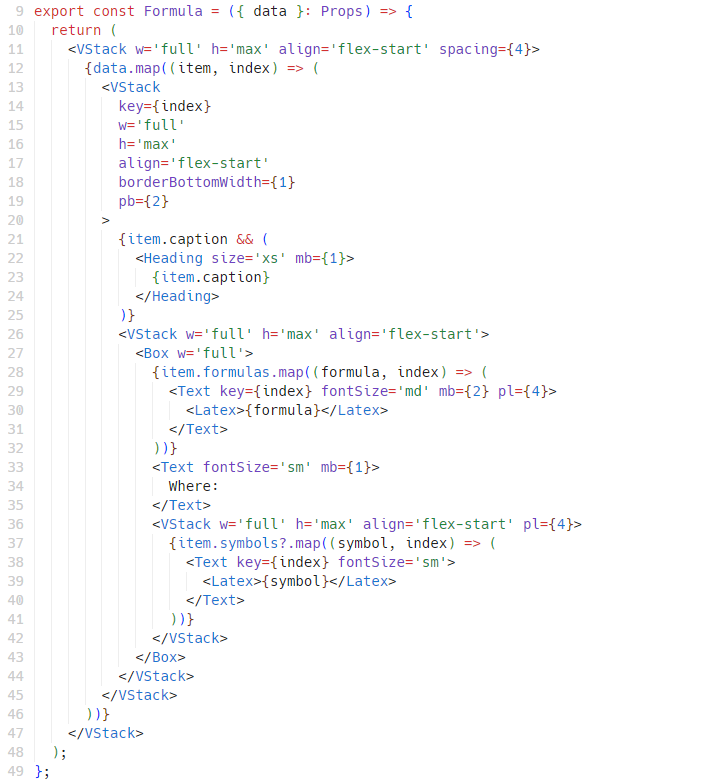 9 export const Formula = ({ data }: Props) => {
10   return (
11     <VStack w='full' h='max' align='flex-start' spacing={4}>
12       {data.map((item, index) => (
13         <VStack
14           key={index}
15           w='full'
16           h='max'
17           align='flex-start'
18           borderBottomWidth={1}
19           pb={2}
20         >
21           {item.caption && (
22             <Heading size='xs' mb={1}>
23               {item.caption}
24             </Heading>
25           )}
26           <VStack w='full' h='max' align='flex-start'>
27             <Box w='full'>
28               {item.formulas.map((formula, index) => (
29                 <Text key={index} fontSize='md' mb={2} pl={4}>
30                   <Latex>{formula}</Latex>
31                 </Text>
32               ))}
33               <Text fontSize='sm' mb={1}>
34                 Where:
35               </Text>
36               <VStack w='full' h='max' align='flex-start' pl={4}>
37                 {item.symbols?.map((symbol, index) => (
38                   <Text key={index} fontSize='sm'>
39                     <Latex>{symbol}</Latex>
40                   </Text>
41                 ))}
42               </VStack>
43             </Box>
44           </VStack>
45         </VStack>
46       ))}
47     </VStack>
48   );
49 };